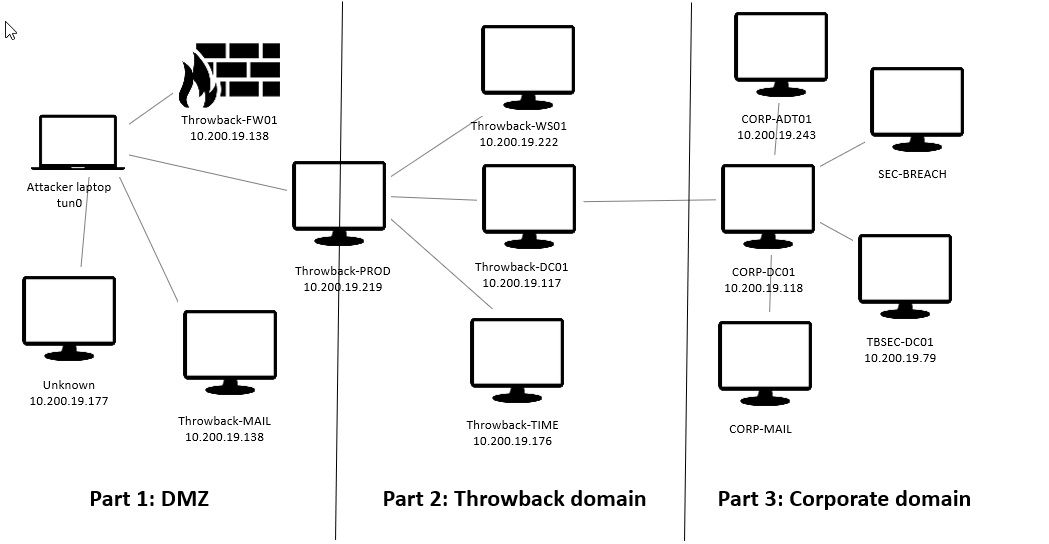 Throwback-FW01
10.200.19.138
Attacker laptop
tun0
Unknown
10.200.19.177
Throwback-MAIL
10.200.19.138
Throwback-PROD
10.200.19.219
Throwback-WS01
10.200.19.222
Throwback-DC01
10.200.19.117
Throwback-TIME
10.200.19.176
CORP-ADT01
10.200.19.243
SEC-BREACH
CORP-DC01
10.200.19.118
TBSEC-DC01
10.200.19.79
CORP-MAIL
Part 1: DMZ
Part 2: Throwback domain
Part 3: Corporate domain